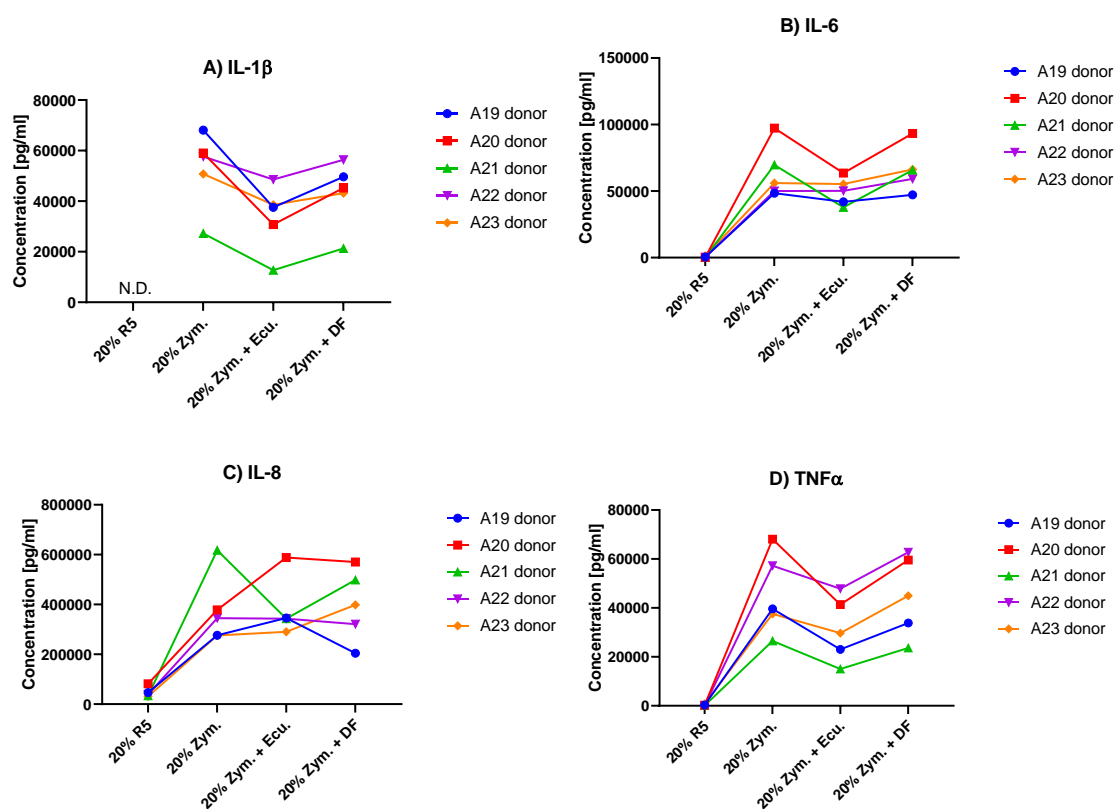 A) IL-1β
Concentration [pg/ml]
80000
60000
40000
20000
0
N.D.
20% R5
20% Zym.
20% Zym. + Ecu.
20% Zym. + DF
A19 donor
A20 donor
A21 donor
A22 donor
A23 donor
B) IL-6
Concentration [pg/ml]
150000
100000
50000
0
20% R5
20% Zym.
20% Zym. + Ecu.
20% Zym. + DF
A19 donor
A20 donor
A21 donor
A22 donor
A23 donor
C) IL-8
Concentration [pg/ml]
800000
600000
400000
200000
0
20% R5
20% Zym.
20% Zym. + Ecu.
20% Zym. + DF
A19 donor
A20 donor
A21 donor
A22 donor
A23 donor
D) TNFα
Concentration [pg/ml]
80000
60000
40000
20000
0
20% R5
20% Zym.
20% Zym. + Ecu.
20% Zym. + DF
A19 donor
A20 donor
A21 donor
A22 donor
A23 donor